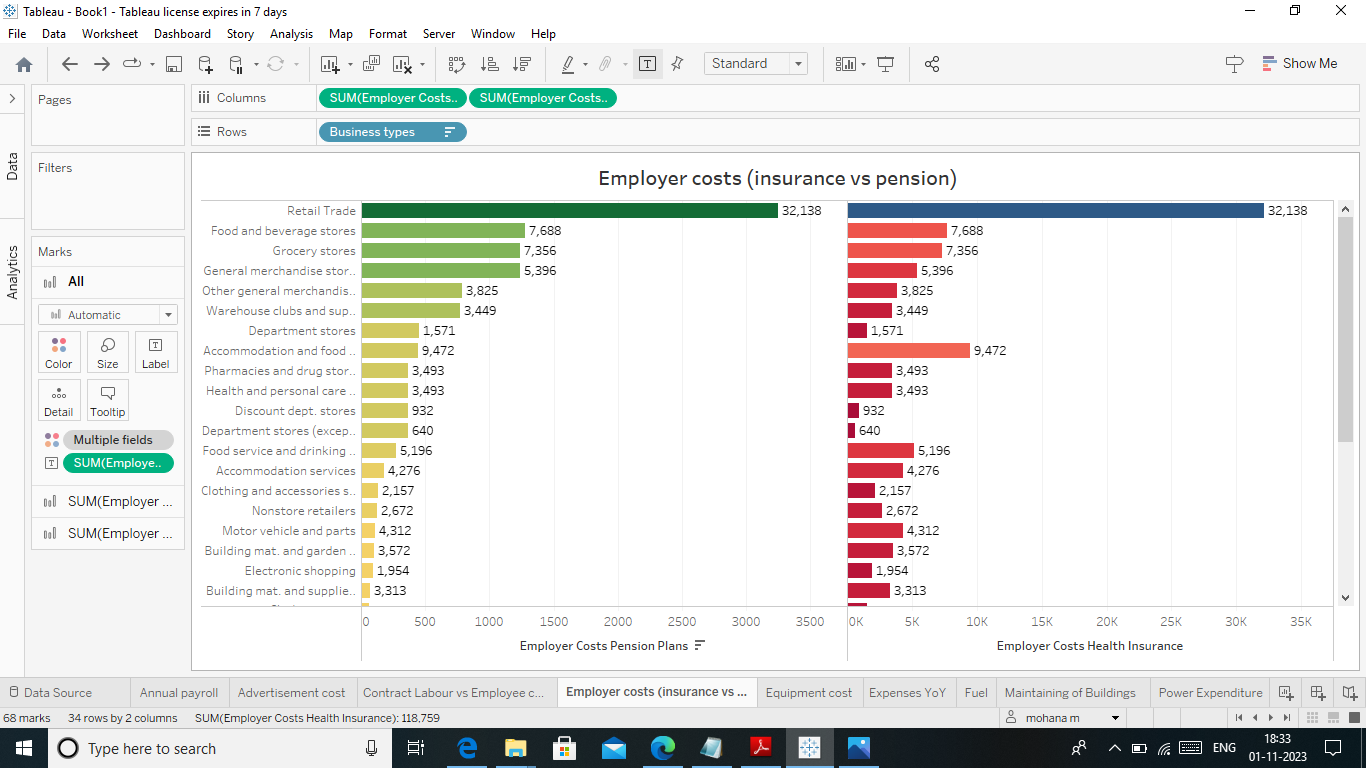 Tableau - Book1 - Tableau license expires in 7 days
File Data Worksheet Dashboard Story Analysis Map Format Server Window Help
Standard
Show Me
Pages
Columns
SUM(Employer Costs..
SUM(Employer Costs..
Rows
Business types
Data
Analytics
Filters
Marks
All
Automatic
Color Size Label
Detail Tooltip
Multiple fields
SUM(Employe..
SUM(Employer ...
SUM(Employer ...
Employer costs (insurance vs pension)
Retail Trade 32,138 32,138
Food and beverage stores 7,688 7,688
Grocery stores 7,356 7,356
General merchandise stor.. 5,396 5,396
Other general merchandis.. 3,825 3,825
Warehouse clubs and sup.. 3,449 3,449
Department stores 1,571 1,571
Accommodation and food .. 9,472 9,472
Pharmacies and drug stor.. 3,493 3,493
Health and personal care .. 3,493 3,493
Discount dept. stores 932 932
Department stores (excep.. 640 640
Food service and drinking .. 5,196 5,196
Accommodation services 4,276 4,276
Clothing and accessories s.. 2,157 2,157
Nonstore retailers 2,672 2,672
Motor vehicle and parts 4,312 4,312
Building mat. and garden .. 3,572 3,572
Electronic shopping 1,954 1,954
Building mat. and supplie.. 3,313 3,313
0 500 1000 1500 2000 2500 3000 3500 0K 5K 10K 15K 20K 25K 30K 35K
Employer Costs Pension Plans Employer Costs Health Insurance
Data Source Annual payroll Advertisement cost Contract Labour vs Employee c... Employer costs (insurance vs ... Equipment cost Expenses YoY Fuel Maintaining of Buildings Power Expenditure
68 marks 34 rows by 2 columns SUM(Employer Costs Health Insurance): 118,759 mohana m
Type here to search
ENG
18:33
01-11-2023